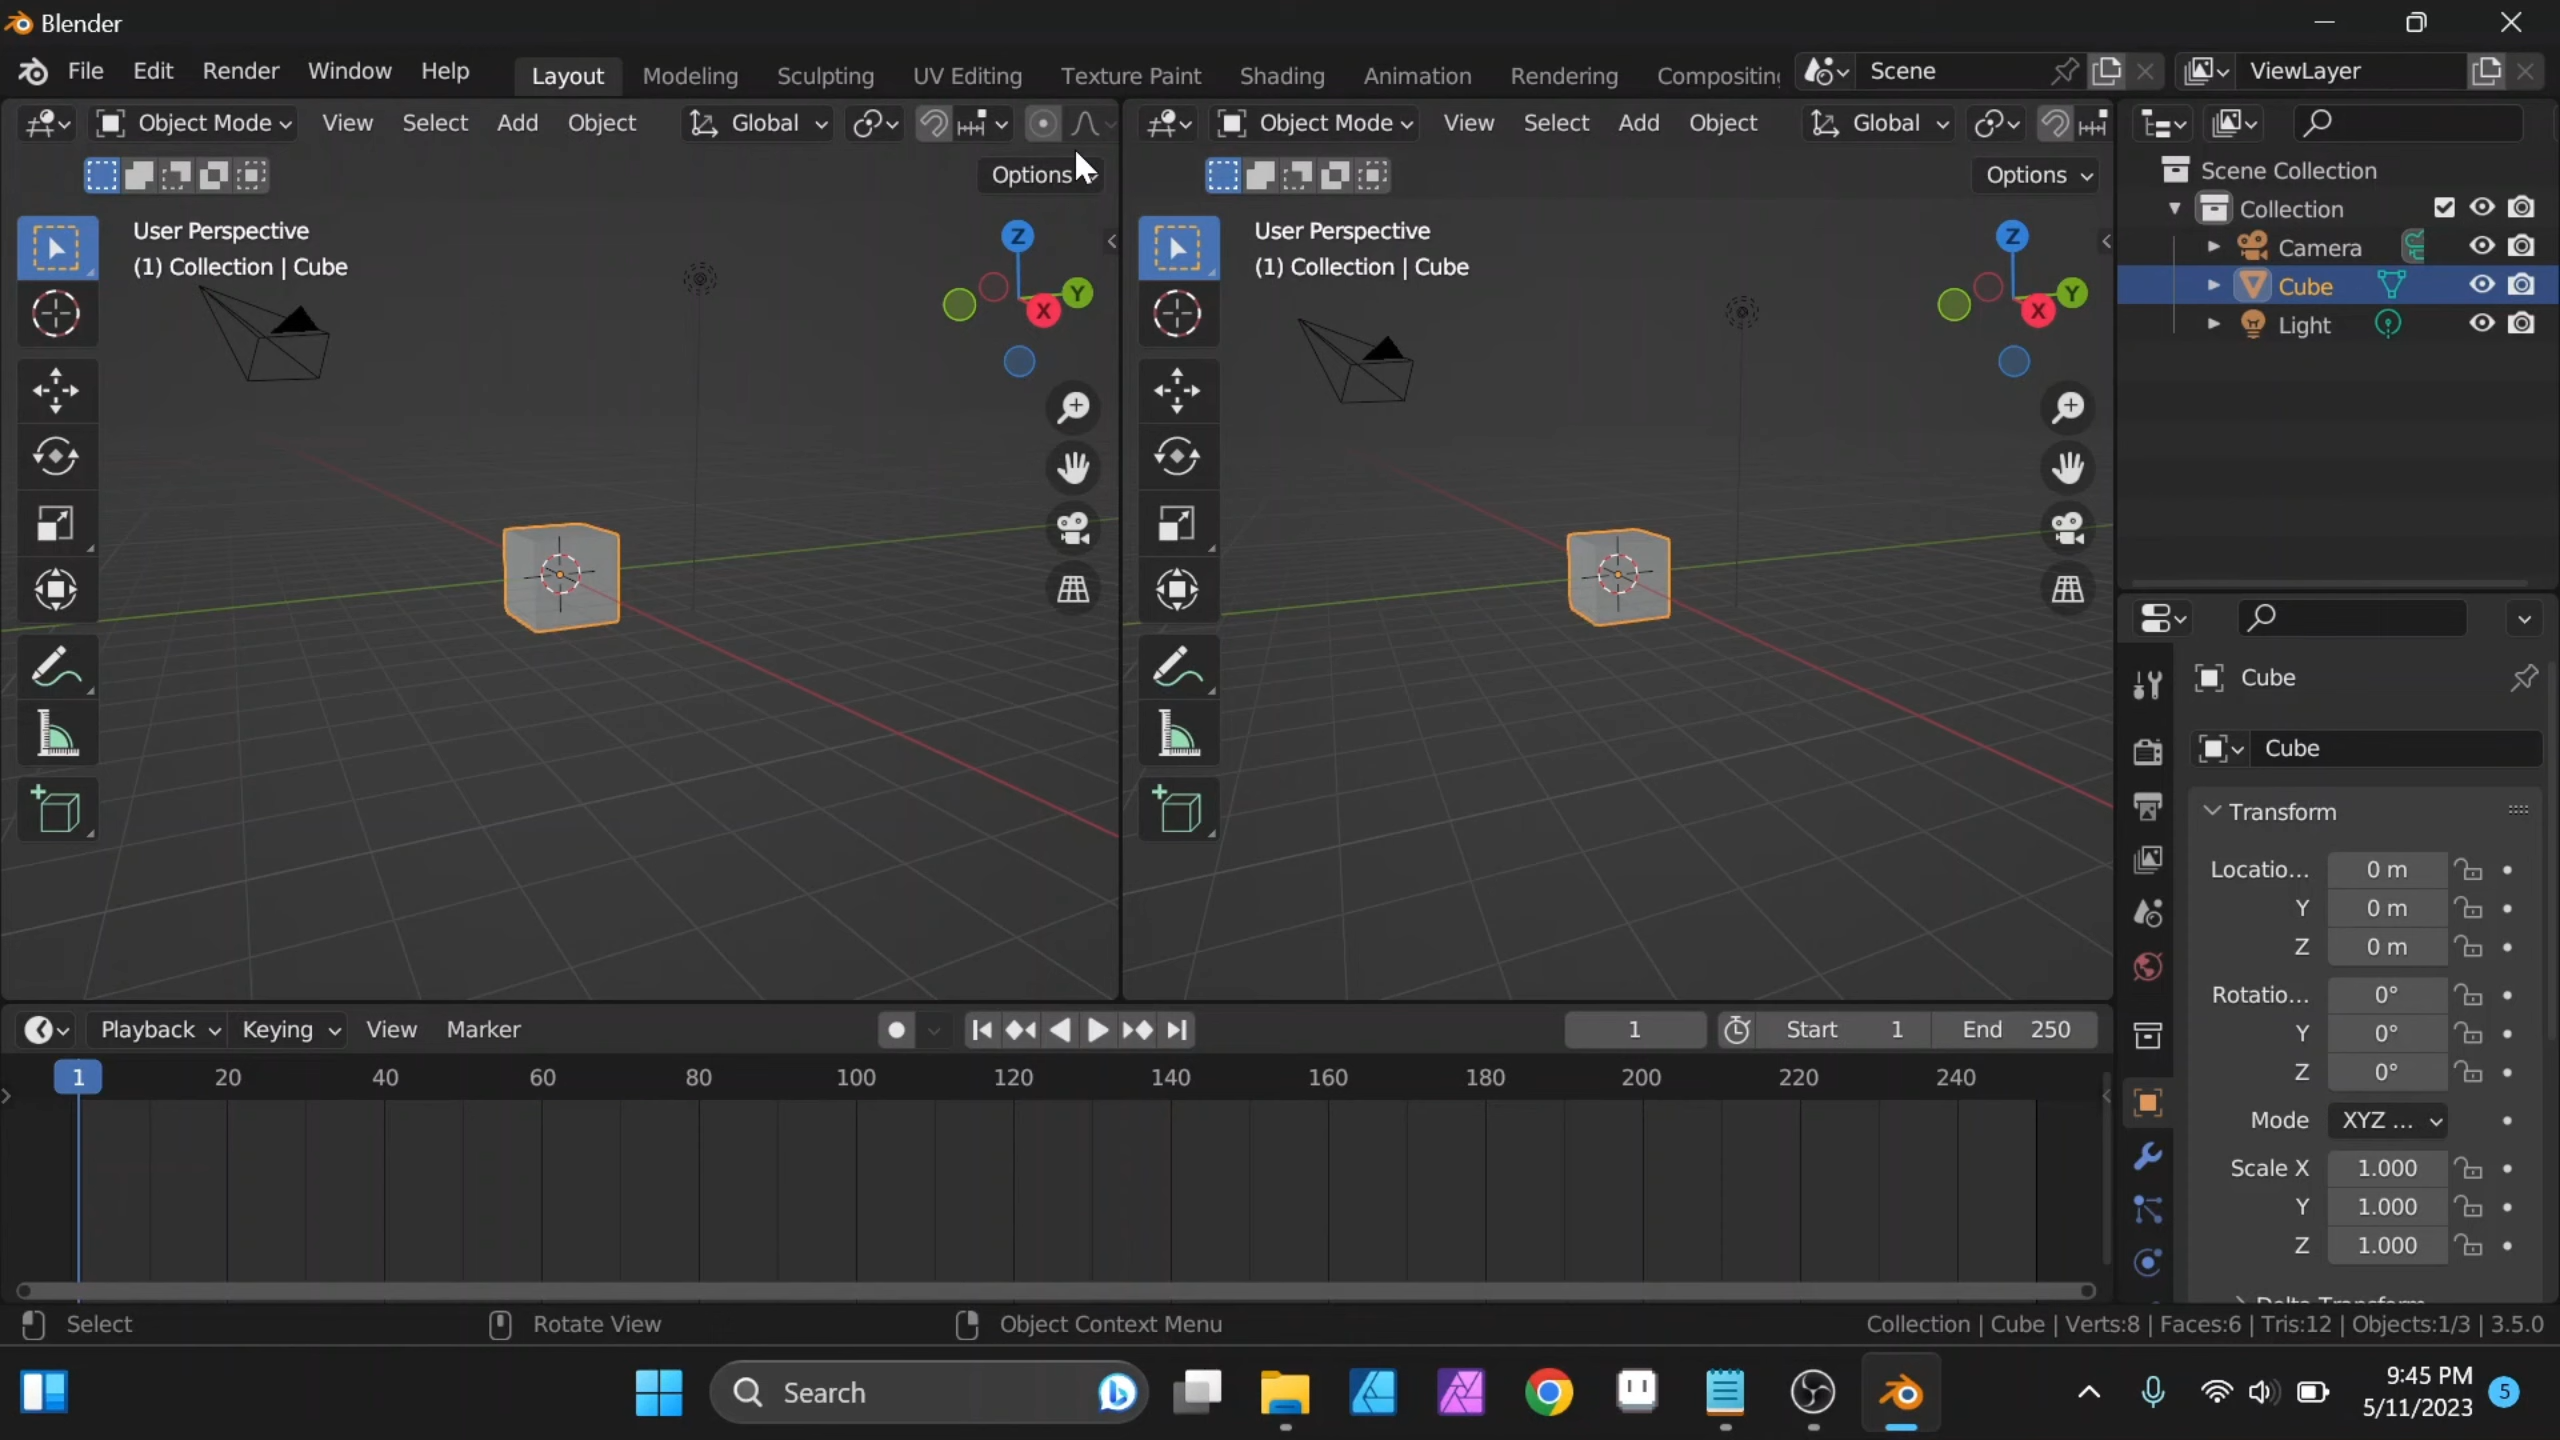 Blender
File Edit Render Window Help Layout Modeling Sculpting UV Editing Texture Paint Shading Animation Rendering Compositin Scene ViewLayer
Object Mode View Select Add Object Global
Options
User Perspective
(1) Collection | Cube
Z
Y
X
Object Mode View Select Add Object Global
Options
User Perspective
(1) Collection | Cube
Z
Y
X
Scene Collection
Collection
Camera
Cube
Light
Cube
Cube
Transform
Locatio... 0 m
Y 0 m
Z 0 m
Rotatio... 0°
Y 0°
Z 0°
Mode XYZ ...
Scale X 1.000
Y 1.000
Z 1.000
Playback Keying View Marker 1 Start 1 End 250
1 20 40 60 80 100 120 140 160 180 200 220 240
Select Rotate View Object Context Menu Collection | Cube | Verts:8 | Faces:6 | Tris:12 | Objects:1/3 | 3.5.0
Search
9:45 PM
5/11/2023
5